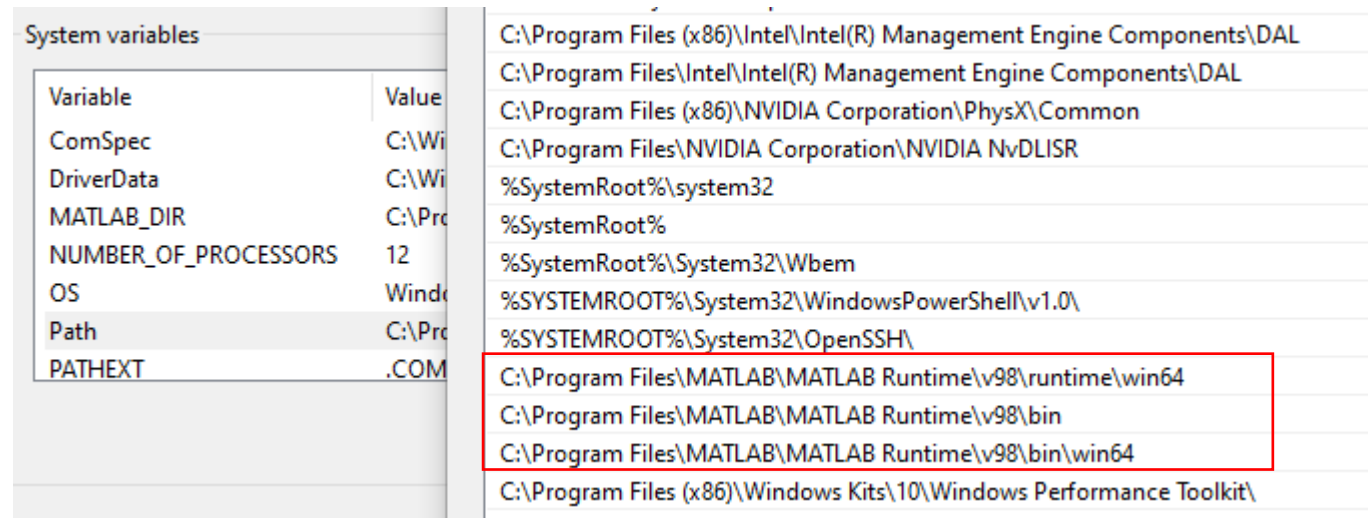 System variables
Variable Value
ComSpec C:\Wi
DriverData C:\Wi
MATLAB_DIR C:\Pro
NUMBER_OF_PROCESSORS 12
OS Windo
Path C:\Pro
PATHEXT .COM
C:\Program Files (x86)\Intel\Intel(R) Management Engine Components\DAL
C:\Program Files\Intel\Intel(R) Management Engine Components\DAL
C:\Program Files (x86)\NVIDIA Corporation\PhysX\Common
C:\Program Files\NVIDIA Corporation\NVIDIA NvDLISR
%SystemRoot%\system32
%SystemRoot%
%SystemRoot%\System32\Wbem
%SYSTEMROOT%\System32\WindowsPowerShell\v1.0\
%SYSTEMROOT%\System32\OpenSSH\
C:\Program Files\MATLAB\MATLAB Runtime\v98\runtime\win64
C:\Program Files\MATLAB\MATLAB Runtime\v98\bin
C:\Program Files\MATLAB\MATLAB Runtime\v98\bin\win64
C:\Program Files (x86)\Windows Kits\10\Windows Performance Toolkit\